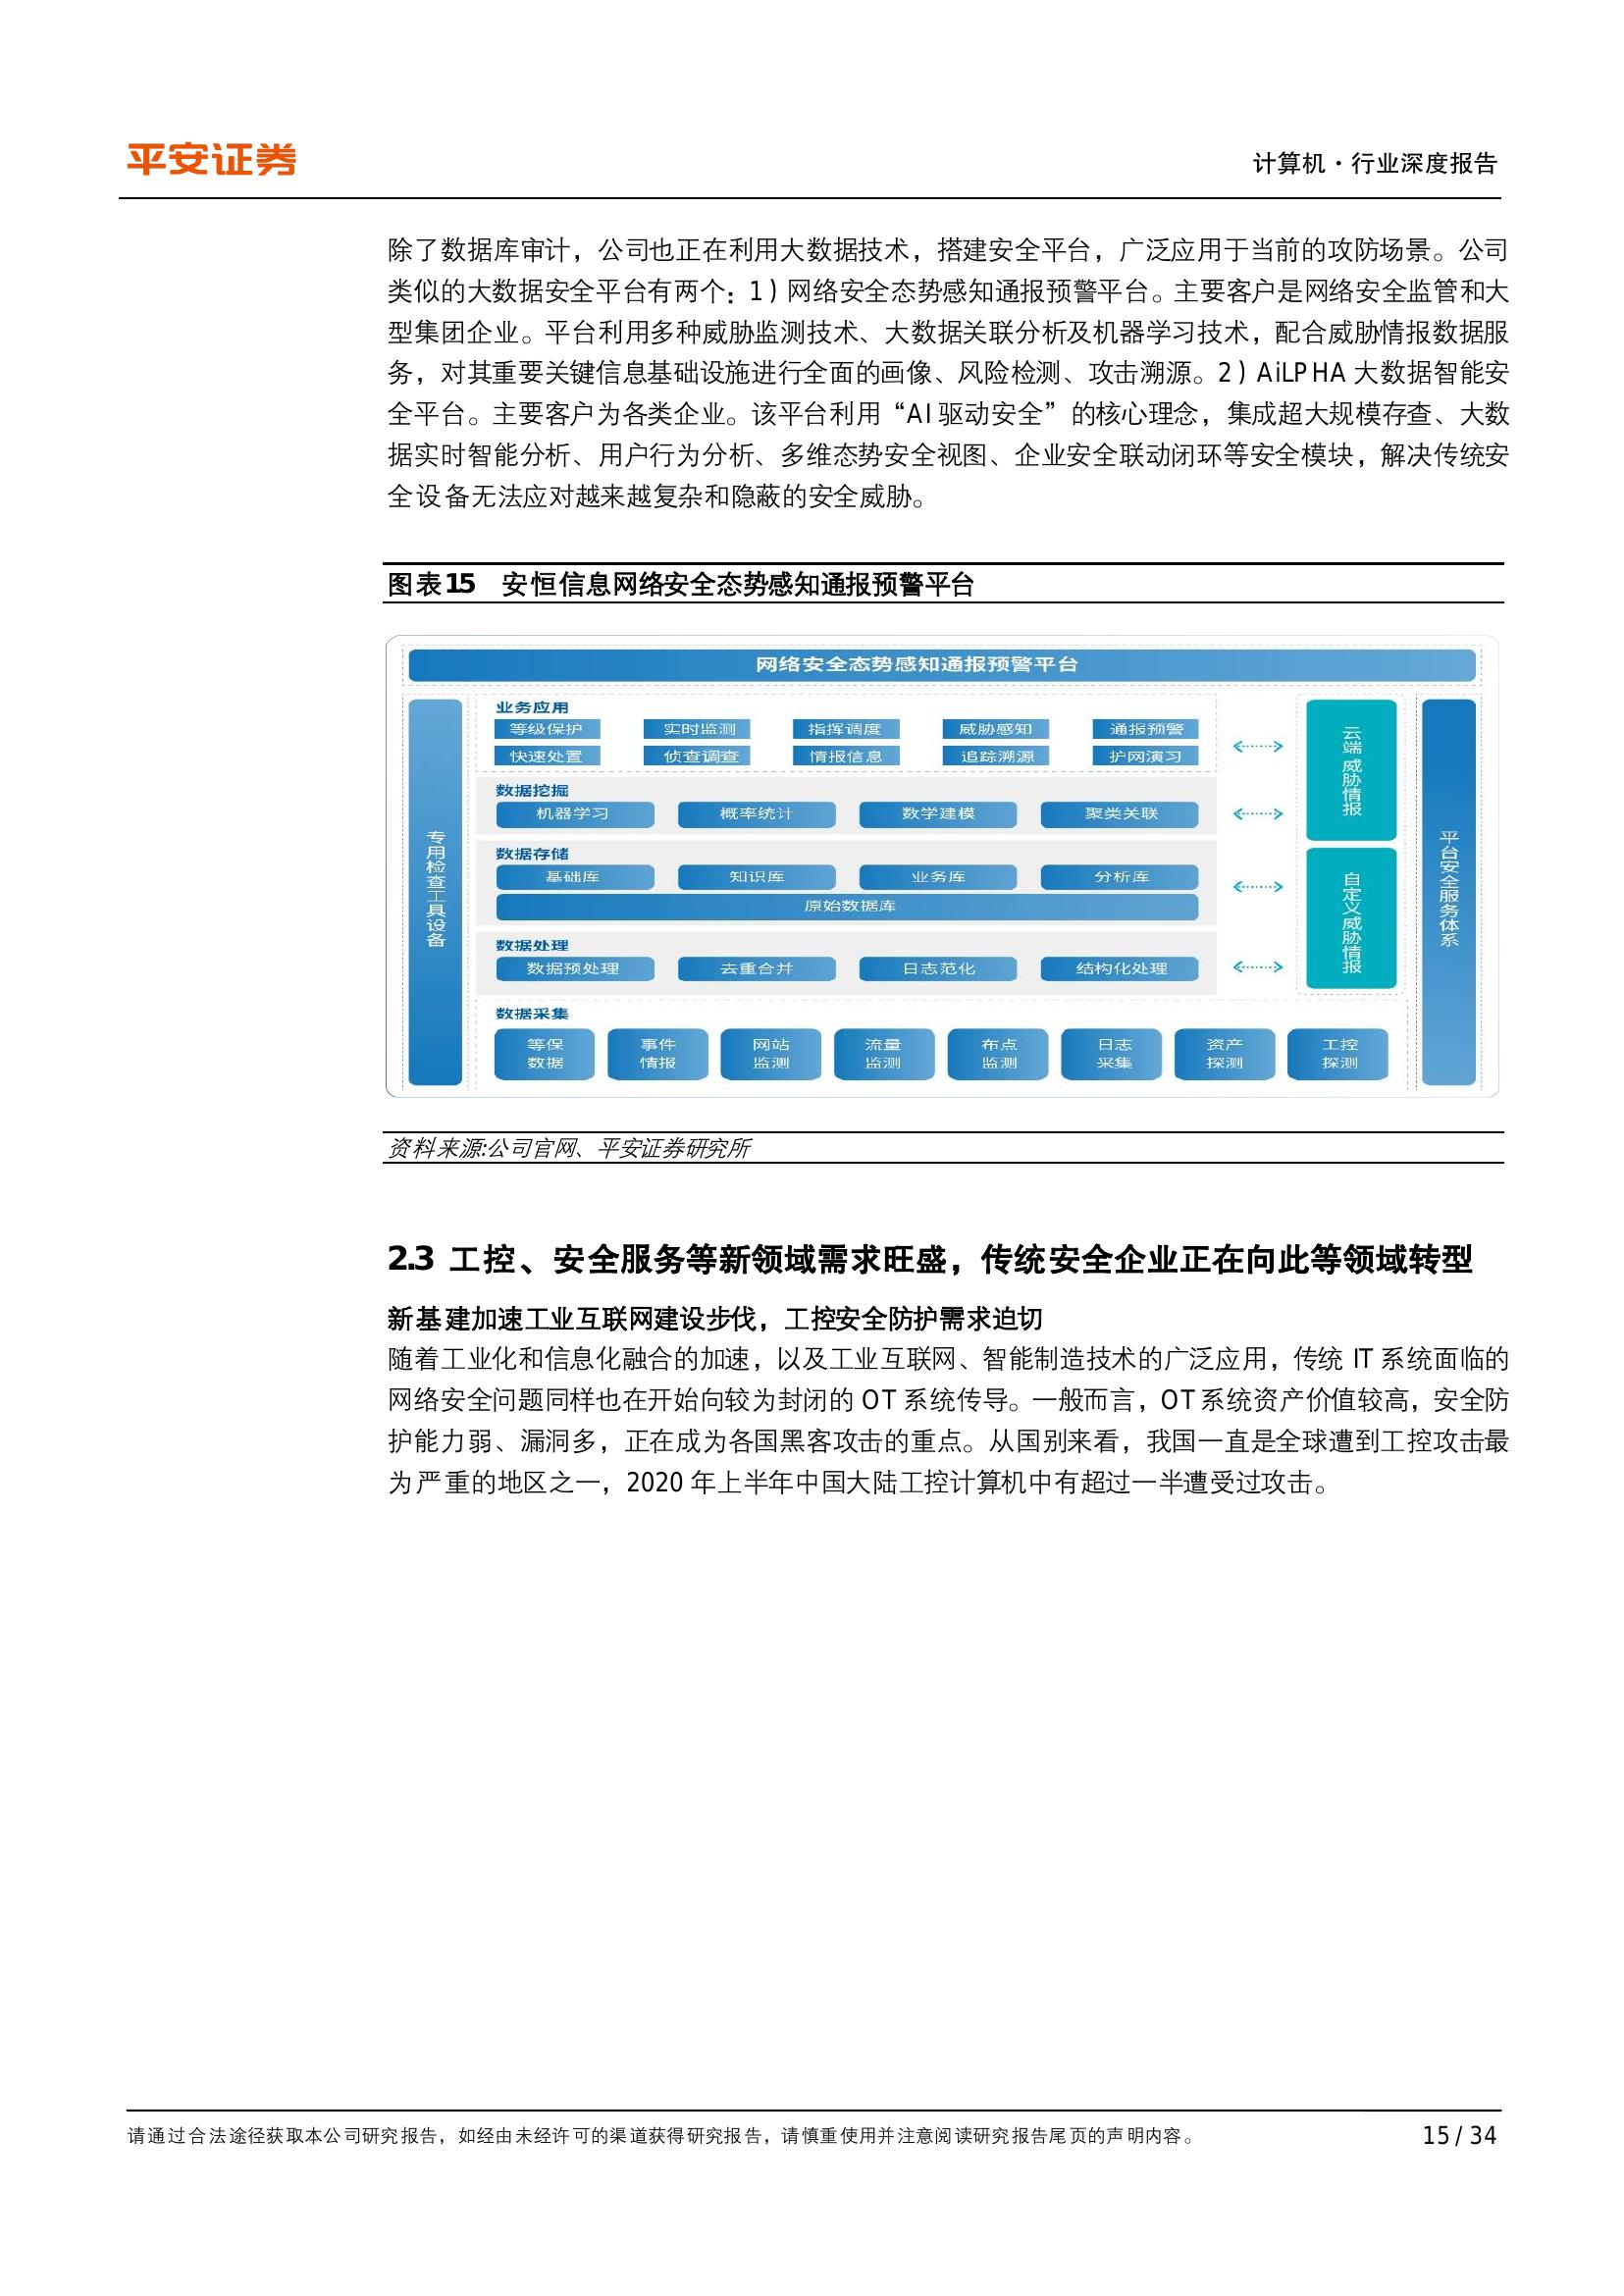 平安证券
计算机·行业深度报告
除了数据库审计，公司也正在利用大数据技术，搭建安全平台，广泛应用于当前的攻防场景。公司
类似的大数据安全平台有两个：1）网络安全态势感知通报预警平台。主要客户是网络安全监管和大
型集团企业。平台利用多种威胁监测技术、大数据关联分析及机器学习技术，配合威胁情报数据服
务，对其重要关键信息基础设施进行全面的画像、风险检测、攻击溯源。2）AiLPHA 大数据智能安
全平台。主要客户为各类企业。该平台利用“AI 驱动安全”的核心理念，集成超大规模存查、大数
据实时智能分析、用户行为分析、多维态势安全视图、企业安全联动闭环等安全模块，解决传统安
全设备无法应对越来越复杂和隐蔽的安全威胁。
图表15 安恒信息网络安全态势感知通报预警平台
网络安全态势感知通报预警平台
专用检查工具设备
业务应用
等级保护 实时监测 指挥调度 威胁感知 通报预警
快速处置 侦查调查 情报信息 追踪溯源 护网演习
数据挖掘
机器学习 概率统计 数学建模 聚类关联
数据存储
基础库 知识库 业务库 分析库
原始数据库
数据处理
数据预处理 去重合并 日志范化 结构化处理
数据采集
等保 事件 网站 流量 布点 日志 资产 工控
数据 情报 监测 监测 监测 采集 探测 探测
云端威胁情报
自定义威胁情报
平台安全服务体系
资料来源:公司官网、平安证券研究所
2.3 工控、安全服务等新领域需求旺盛，传统安全企业正在向此等领域转型
新基建加速工业互联网建设步伐，工控安全防护需求迫切
随着工业化和信息化融合的加速，以及工业互联网、智能制造技术的广泛应用，传统 IT 系统面临的
网络安全问题同样也在开始向较为封闭的 OT 系统传导。一般而言，OT 系统资产价值较高，安全防
护能力弱、漏洞多，正在成为各国黑客攻击的重点。从国别来看，我国一直是全球遭到工控攻击最
为严重的地区之一，2020 年上半年中国大陆工控计算机中有超过一半遭受过攻击。
请通过合法途径获取本公司研究报告，如经由未经许可的渠道获得研究报告，请慎重使用并注意阅读研究报告尾页的声明内容。
15 / 34